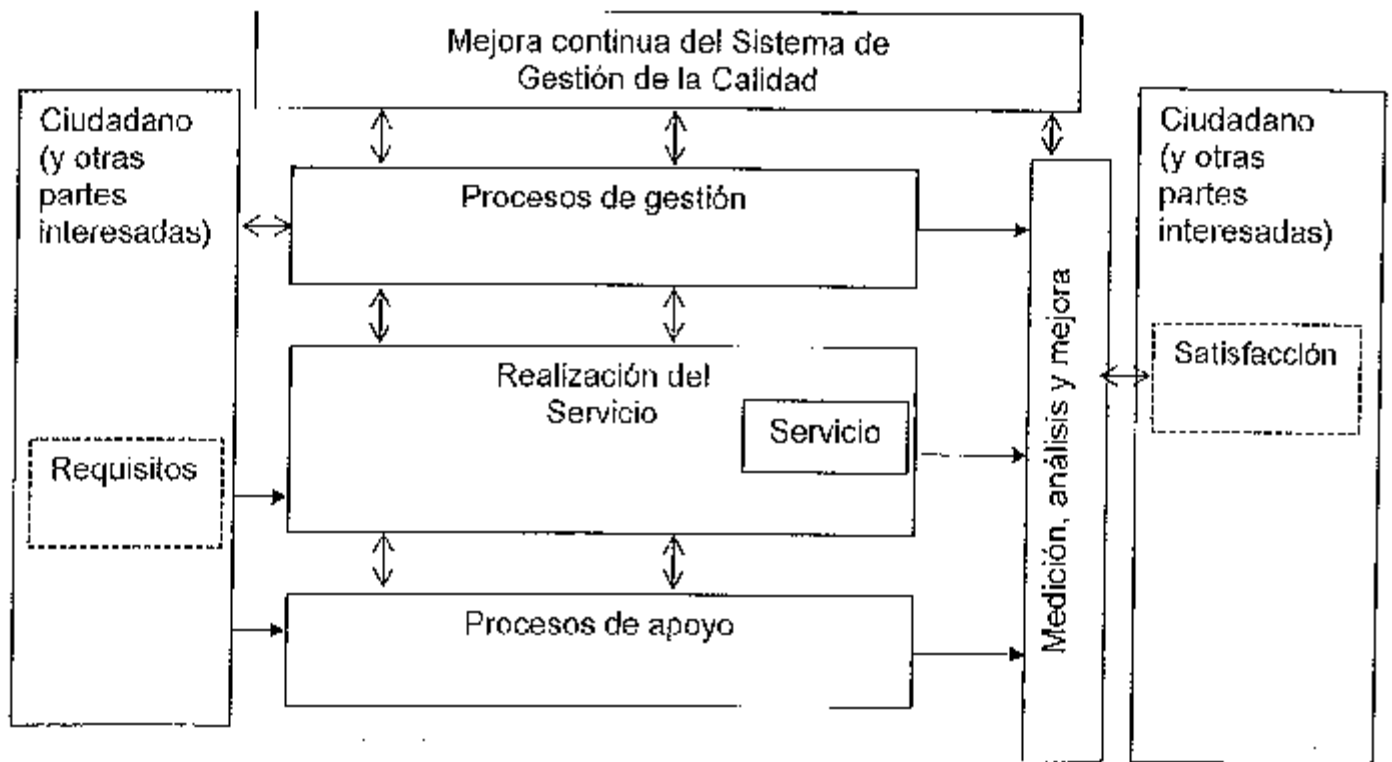 Mejora continua del Sistema de
Gestión de la Calidad
Ciudadano
(y otras
partes
interesadas)
Requisitos
Procesos de gestión
Realización del
Servicio
Servicio
Procesos de apoyo
Medición, análisis y mejora
Ciudadano
(y otras
partes
interesadas)
Satisfacción